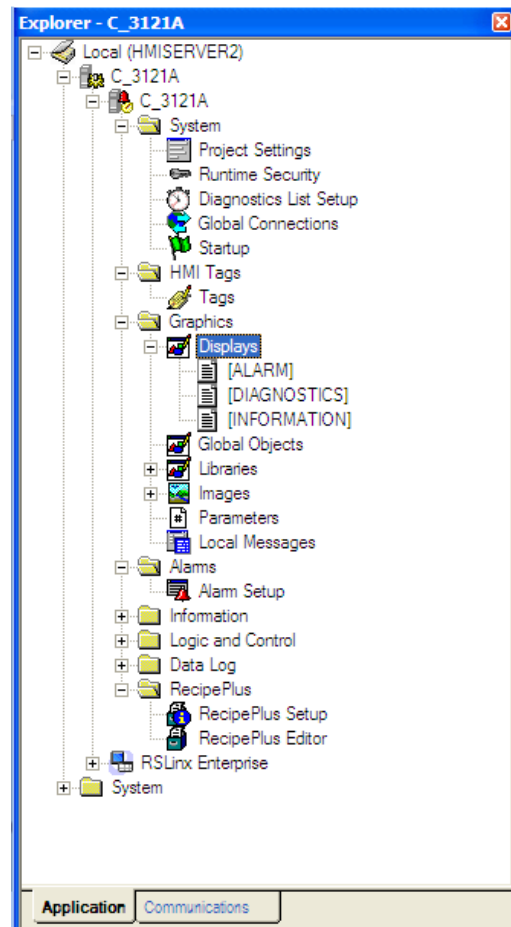 Explorer - C_3121A
Local (HMISERVER2)
C_3121A
C_3121A
System
Project Settings
Runtime Security
Diagnostics List Setup
Global Connections
Startup
HMI Tags
Tags
Graphics
Displays
[ALARM]
[DIAGNOSTICS]
[INFORMATION]
Global Objects
Libraries
Images
Parameters
Local Messages
Alarms
Alarm Setup
Information
Logic and Control
Data Log
RecipePlus
RecipePlus Setup
RecipePlus Editor
RSLinx Enterprise
System
Application Communications